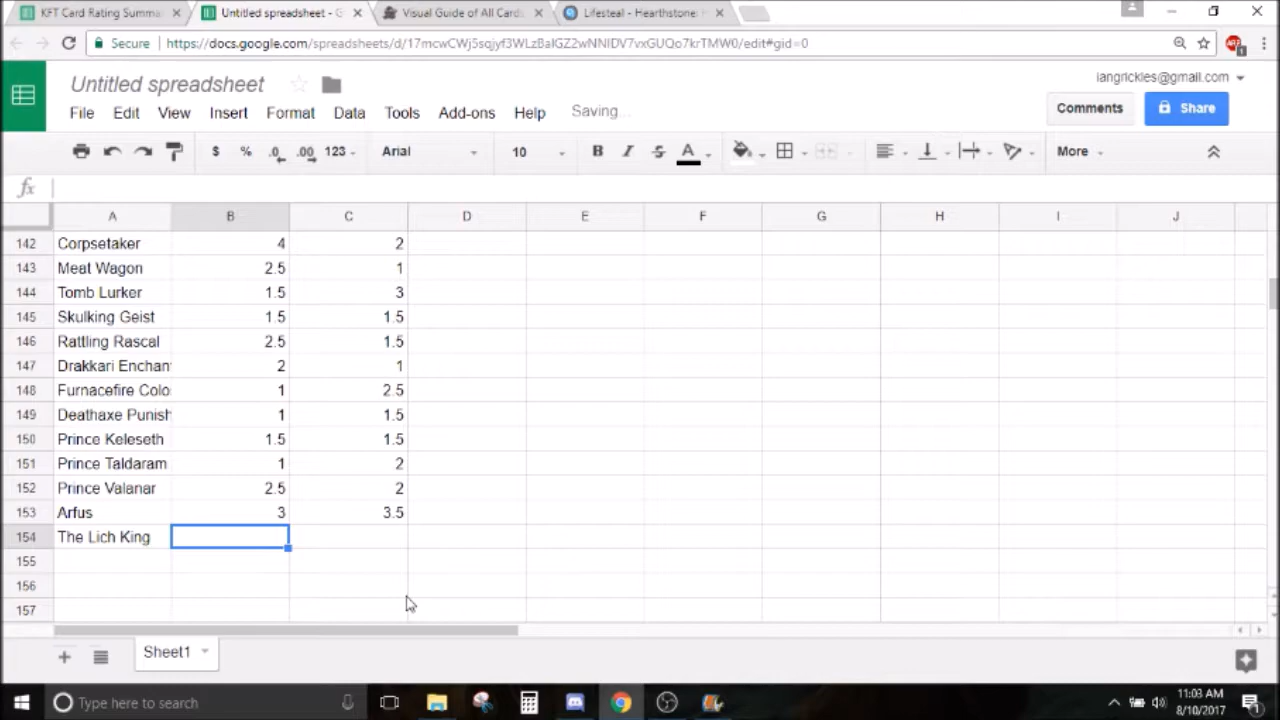 KFT Card Rating Summa
Untitled spreadsheet - G
Visual Guide of All Cards
Lifesteal - Hearthstone:
Secure
https://docs.google.com/spreadsheets/d/17mcwCWj5sqjyf3WLzBaIGZ2wNNIDV7vxGUQo7krTMW0/edit#gid=0
Untitled spreadsheet
iangrickles@gmail.com
File Edit View Insert Format Data Tools Add-ons Help Saving...
Comments
Share
$ % .0 .00 123 Arial 10 B I S A More
fx
A B C D E F G H I J
142 Corpsetaker 4 2
143 Meat Wagon 2.5 1
144 Tomb Lurker 1.5 3
145 Skulking Geist 1.5 1.5
146 Rattling Rascal 2.5 1.5
147 Drakkari Enchan 2 1
148 Furnacefire Colo 1 2.5
149 Deathaxe Punish 1 1.5
150 Prince Keleseth 1.5 1.5
151 Prince Taldaram 1 2
152 Prince Valanar 2.5 2
153 Arfus 3 3.5
154 The Lich King
155
156
157
Sheet1
Type here to search
11:03 AM
8/10/2017